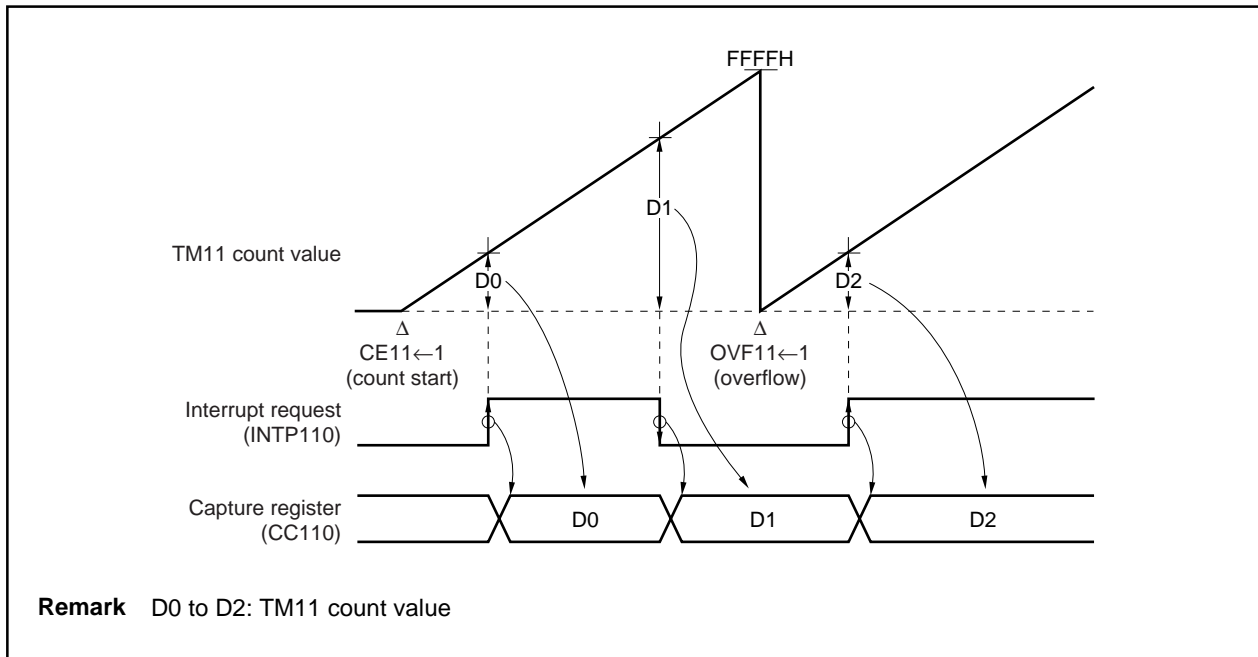 FFFFH
D1
TM11 count value
D0
D2
Δ
CE11←1
(count start)
Δ
OVF11←1
(overflow)
Interrupt request
(INTP110)
Capture register
(CC110)
D0
D1
D2
Remark D0 to D2: TM11 count value